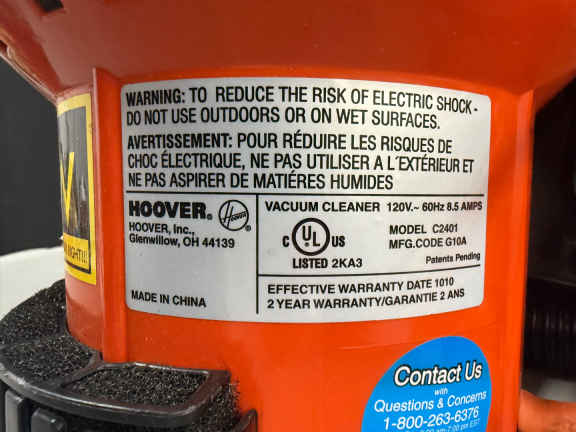 WARNING: TO REDUCE THE RISK OF ELECTRIC SHOCK -
DO NOT USE OUTDOORS OR ON WET SURFACES.
AVERTISSEMENT: POUR RÉDUIRE LES RISQUES DE
CHOC ÉLECTRIQUE, NE PAS UTILISER A L´EXTÉRIEUR ET
NE PAS ASPIRER DE MATIÉRES HUMIDES
HOOVER® Hoover
HOOVER, Inc.,
Glenwillow, OH 44139
MADE IN CHINA
VACUUM CLEANER 120V.~ 60Hz 8.5 AMPS
C UL US
LISTED 2KA3
MODEL C2401
MFG.CODE G10A
Patents Pending
EFFECTIVE WARRANTY DATE 1010
2 YEAR WARRANTY/GARANTIE 2 ANS
Contact Us
with
Questions & Concerns
1-800-263-6376